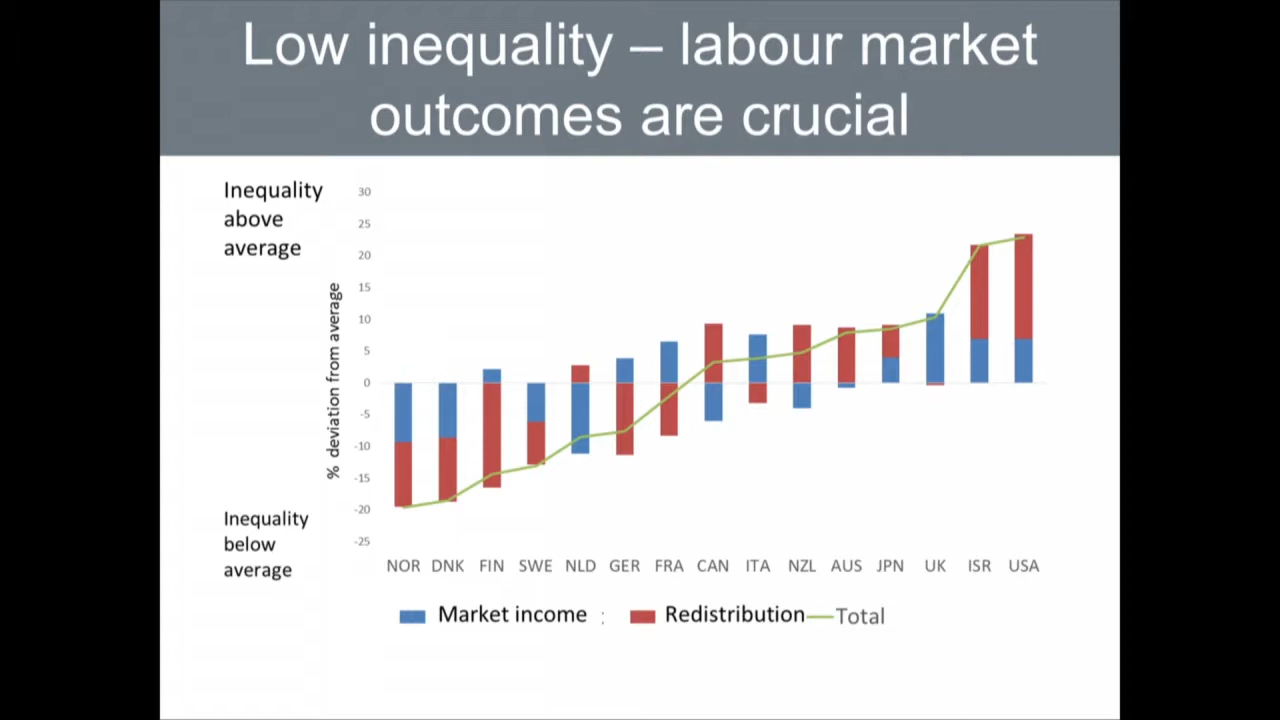 Low inequality – labour market
outcomes are crucial
Inequality
above
average
% deviation from average
30
25
20
15
10
5
0
-5
-10
-15
-20
-25
Inequality
below
average
NOR DNK FIN SWE NLD GER FRA CAN ITA NZL AUS JPN UK ISR USA
Market income : Redistribution Total